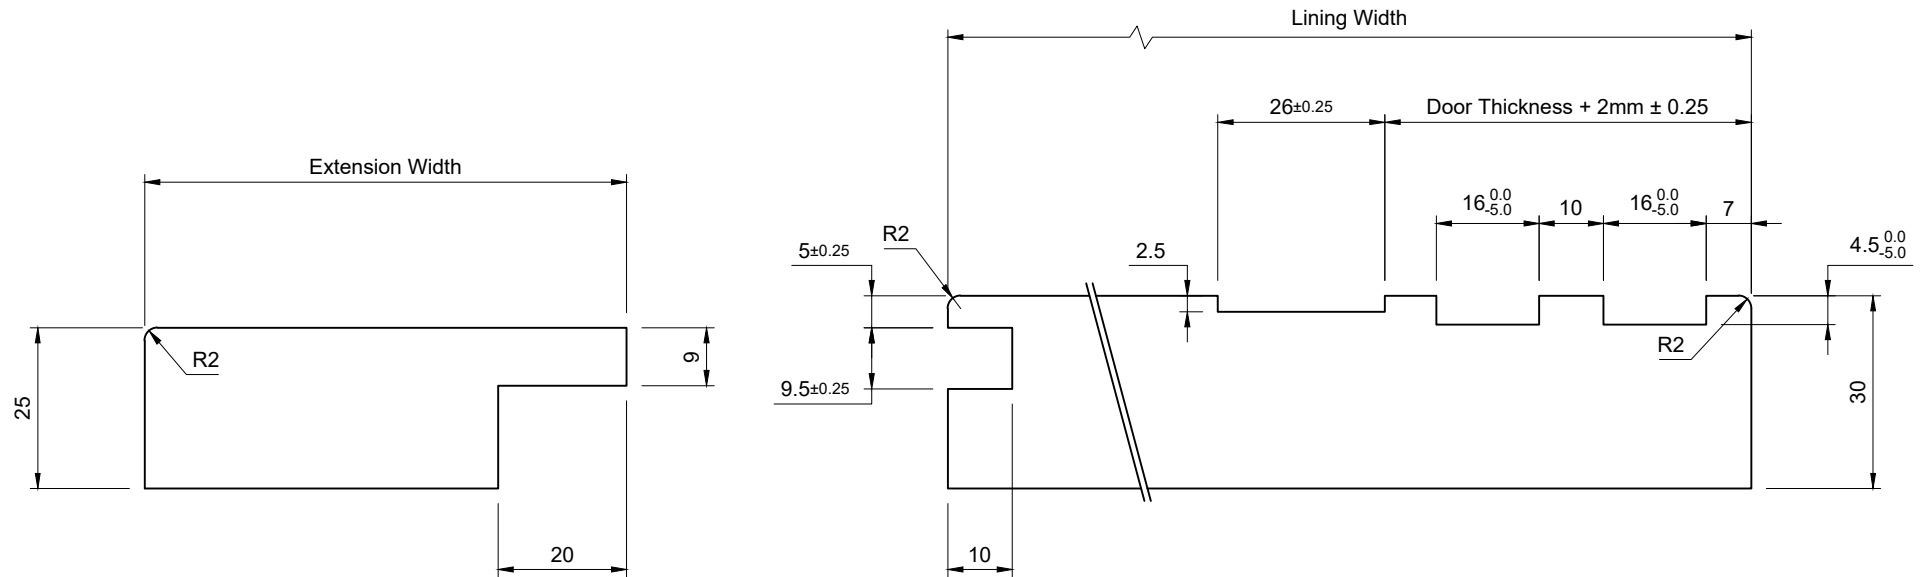 Lining Width
26±0.25
Door Thickness + 2mm ± 0.25
Extension Width
16 0.0 -5.0
10
16 0.0 -5.0
7
R2
5±0.25
2.5
4.5 0.0 -5.0
R2
9
R2
9.5±0.25
25
30
20
10